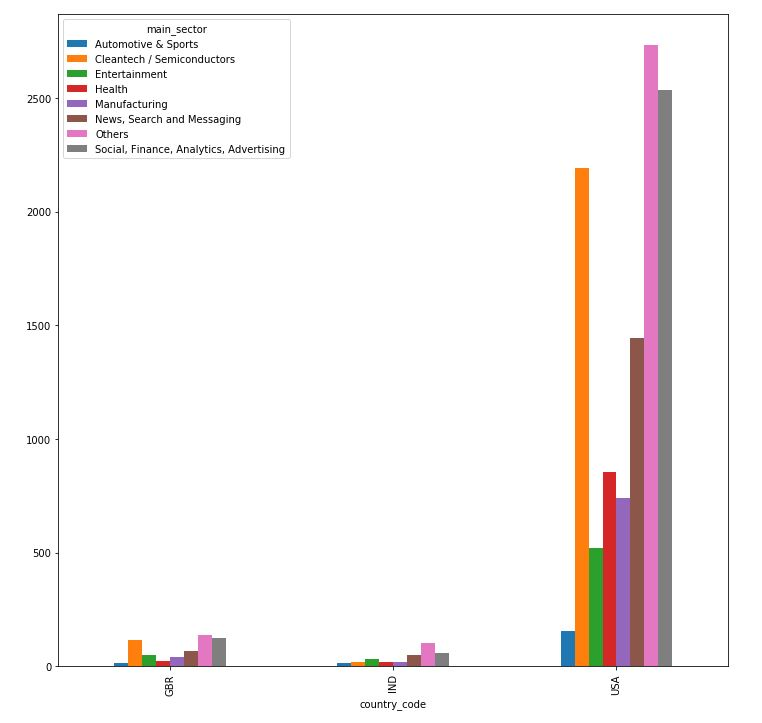 main_sector
Automotive & Sports
Cleantech / Semiconductors
Entertainment
Health
Manufacturing
News, Search and Messaging
Others
Social, Finance, Analytics, Advertising
2500
2000
1500
1000
500
0
GBR
IND
USA
country_code